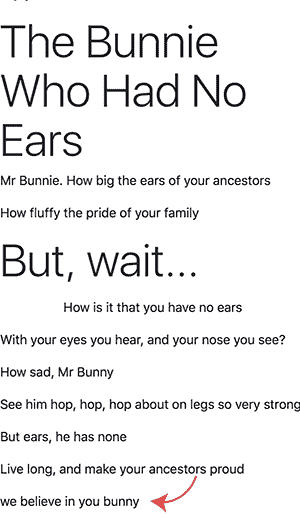 The Bunnie
Who Had No
Ears
Mr Bunnie. How big the ears of your ancestors
How fluffy the pride of your family
But, wait...
How is it that you have no ears
With your eyes you hear, and your nose you see?
How sad, Mr Bunny
See him hop, hop, hop about on legs so very strong
But ears, he has none
Live long, and make your ancestors proud
we believe in you bunny